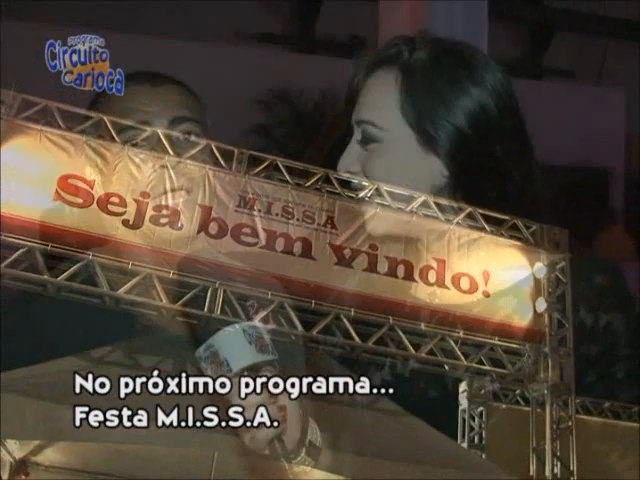 programa
Circuito
Carioca
M.I.S.S.A
Seja bem vindo!
No próximo programa...
Festa M.I.S.S.A.